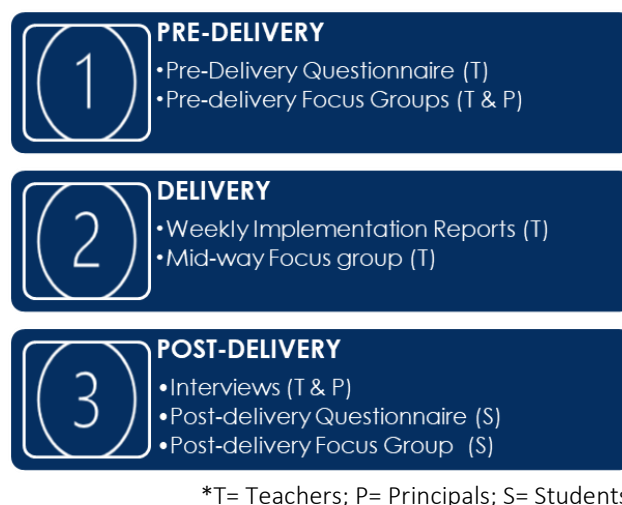 1
PRE-DELIVERY
•Pre-Delivery Questionnaire (T)
•Pre-delivery Focus Groups (T & P)
2
DELIVERY
•Weekly Implementation Reports (T)
•Mid-way Focus group (T)
3
POST-DELIVERY
•Interviews (T & P)
•Post-delivery Questionnaire (S)
•Post-delivery Focus Group (S)
*T= Teachers; P= Principals; S= Students